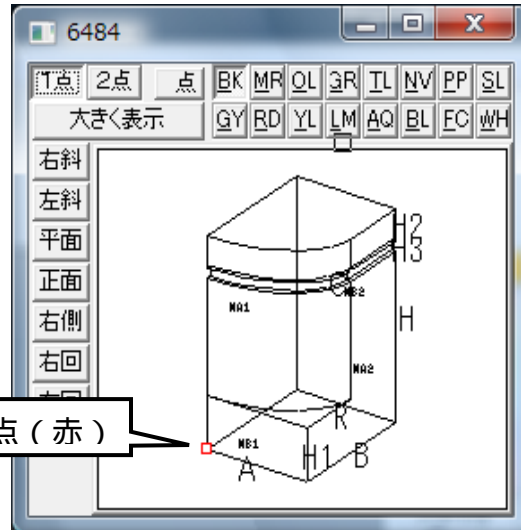 6484
1点 2点 点 BK MR OL GR TL NV PP SL
大きく表示 GY RD YL LM AQ BL FC WH
右斜
左斜
平面
正面
右側
右回
点(赤)
H2
H3
MB2
MA1
H
MA2
R
MB1
A H1 B